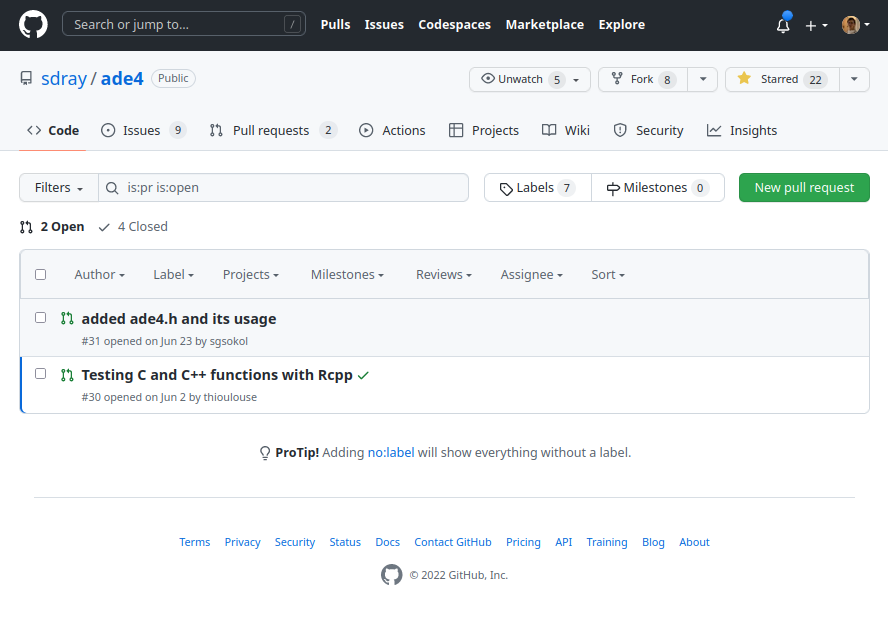 Search or jump to... / Pulls Issues Codespaces Marketplace Explore
sdray / ade4 Public Unwatch 5 Fork 8 Starred 22
Code Issues 9 Pull requests 2 Actions Projects Wiki Security Insights
Filters is:pr is:open Labels 7 Milestones 0 New pull request
2 Open 4 Closed
Author Label Projects Milestones Reviews Assignee Sort
added ade4.h and its usage
#31 opened on Jun 23 by sgsokol
Testing C and C++ functions with Rcpp
#30 opened on Jun 2 by thioulouse
ProTip! Adding no:label will show everything without a label.
Terms Privacy Security Status Docs Contact GitHub Pricing API Training Blog About
© 2022 GitHub, Inc.